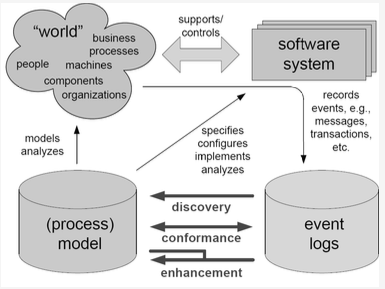 “world”
business
processes
people
machines
components
organizations
supports/
controls
software
system
records
events, e.g.,
messages,
transactions,
etc.
models
analyzes
specifies
configures
implements
analyzes
(process)
model
discovery
conformance
enhancement
event
logs